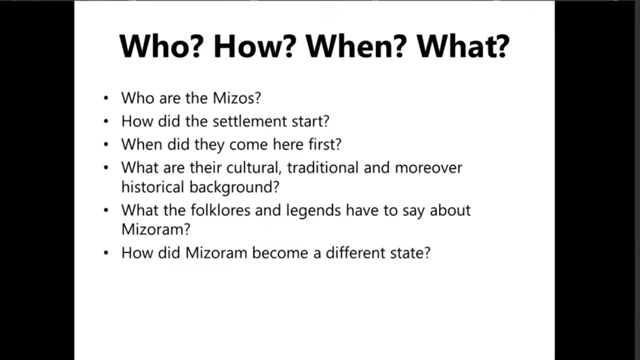 Who? How? When? What?
• Who are the Mizos?
• How did the settlement start?
• When did they come here first?
• What are their cultural, traditional and moreover
historical background?
• What the folklores and legends have to say about
Mizoram?
• How did Mizoram become a different state?